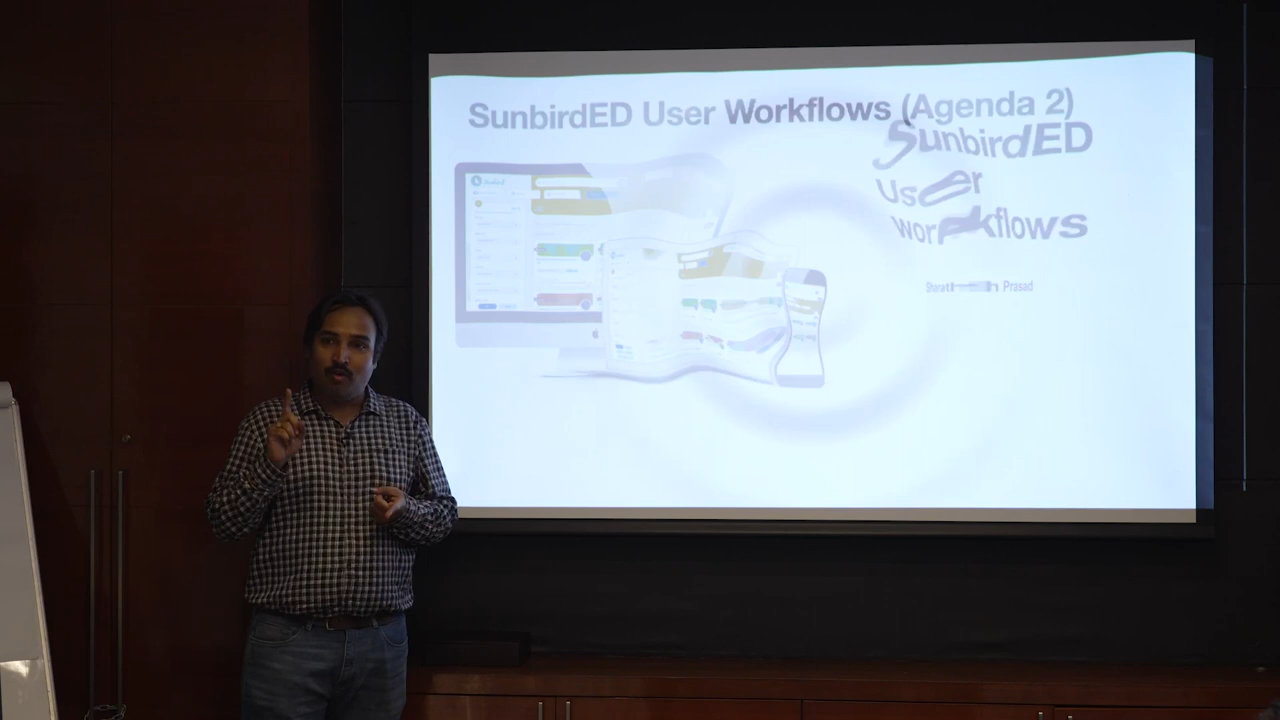 SunbirdED User Workflows (Agenda 2)
SunbirdED
User
Workflows
Prasad